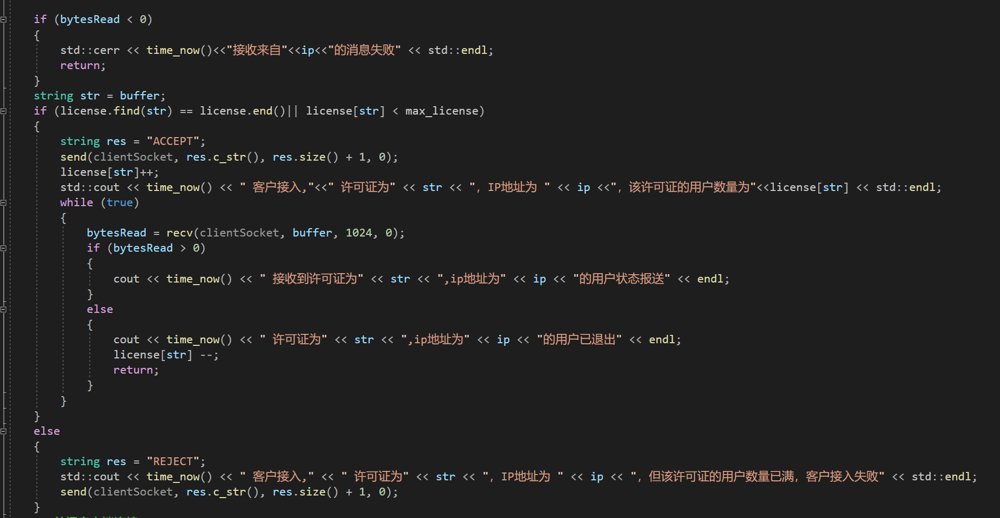 if (bytesRead < 0)
{
std::cerr << time_now()<<"接收来自"<<ip<<"的消息失败" << std::endl;
return;
}
string str = buffer;
if (license.find(str) == license.end()|| license[str] < max_license)
{
string res = "ACCEPT";
send(clientSocket, res.c_str(), res.size() + 1, 0);
license[str]++;
std::cout << time_now() << " 客户接入,"<<" 许可证为" << str << ", IP地址为 " << ip <<", 该许可证的用户数量为"<<license[str] << std::endl;
while (true)
{
bytesRead = recv(clientSocket, buffer, 1024, 0);
if (bytesRead > 0)
{
cout << time_now() << " 接收到许可证为" << str << ",ip地址为" << ip << "的用户状态报送" << endl;
}
else
{
cout << time_now() << " 许可证为" << str << ",ip地址为" << ip << "的用户已退出" << endl;
license[str] --;
return;
}
}
}
else
{
string res = "REJECT";
std::cout << time_now() << " 客户接入," << " 许可证为" << str << ", IP地址为 " << ip << ", 但该许可证的用户数量已满，客户接入失败" << std::endl;
send(clientSocket, res.c_str(), res.size() + 1, 0);
}